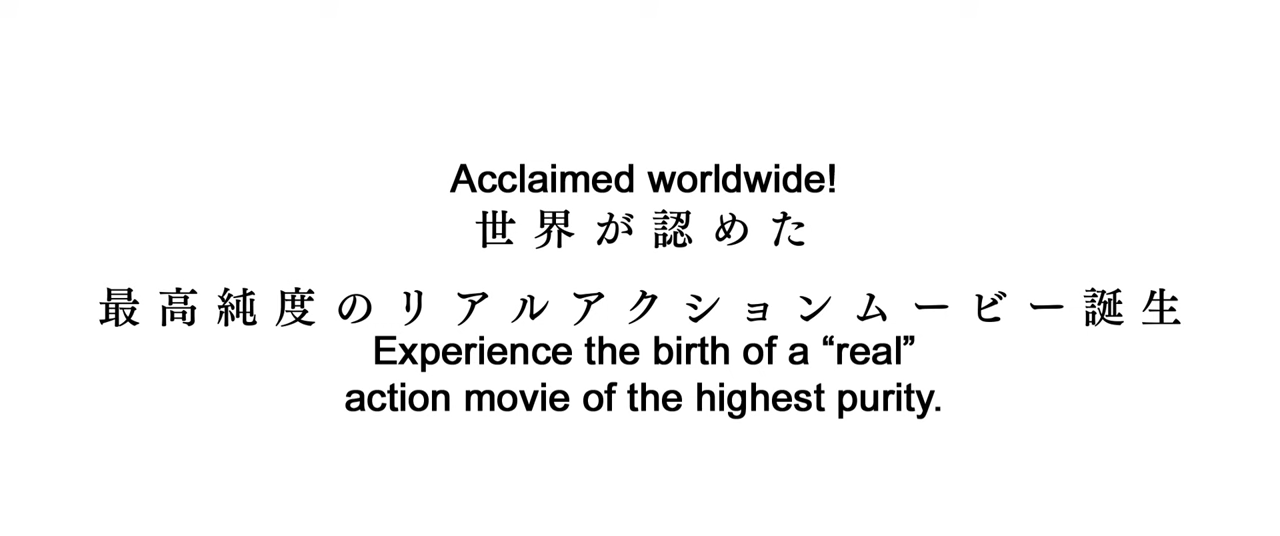 Acclaimed worldwide!
世界が認めた
最高純度のリアルアクションムービー誕生
Experience the birth of a “real”
action movie of the highest purity.